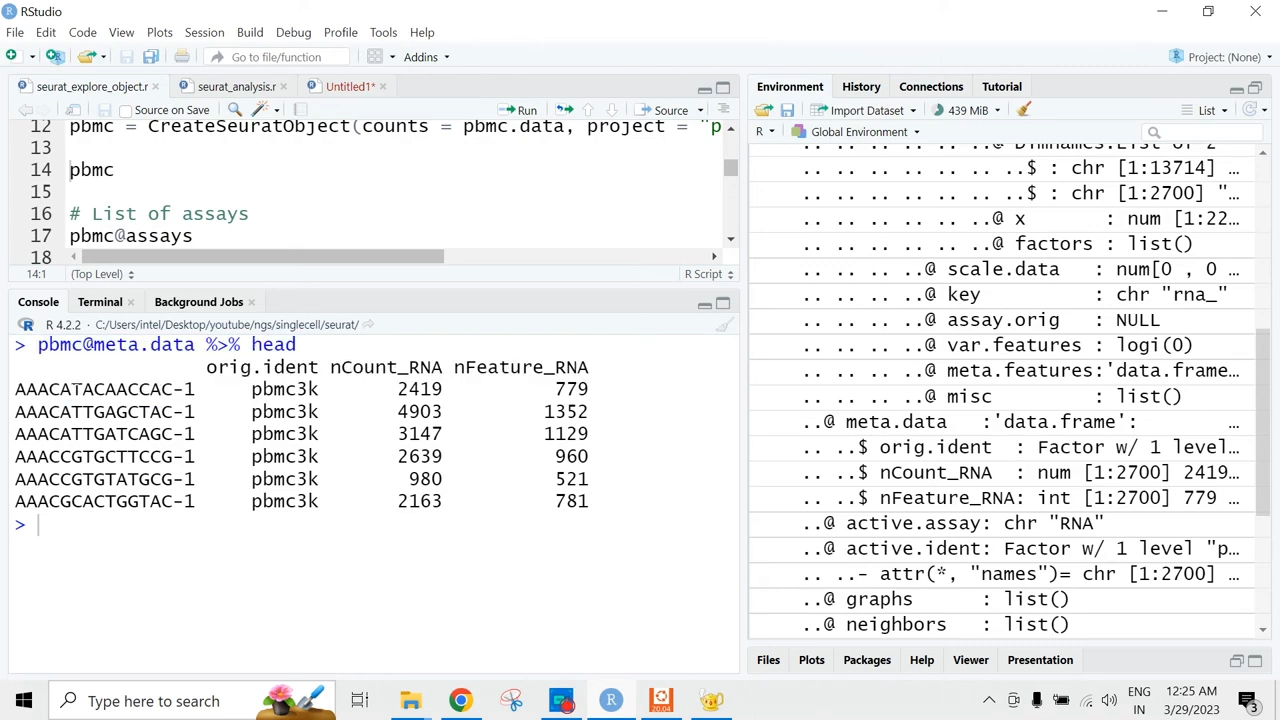 RStudio
File Edit Code View Plots Session Build Debug Profile Tools Help
Go to file/function Addins Project: (None)
seurat_explore_object.r seurat_analysis.r Untitled1*
Source on Save Run Source
12 pbmc = CreateSeuratObject(counts = pbmc.data, project = "p
13
14 pbmc
15
16 # List of assays
17 pbmc@assays
18
14:1 (Top Level) R Script
Console Terminal Background Jobs
R 4.2.2 · C:/Users/intel/Desktop/youtube/ngs/singlecell/seurat/
> pbmc@meta.data %>% head
orig.ident nCount_RNA nFeature_RNA
AAACATACAACCAC-1 pbmc3k 2419 779
AAACATTGAGCTAC-1 pbmc3k 4903 1352
AAACATTGATCAGC-1 pbmc3k 3147 1129
AAACCGTGCTTCCG-1 pbmc3k 2639 960
AAACCGTGTATGCG-1 pbmc3k 980 521
AAACGCACTGGTAC-1 pbmc3k 2163 781
>
Environment History Connections Tutorial
Import Dataset 439 MiB List
R Global Environment
.. .. .. .. .. ..@ Dimnames:List of 2
.. .. .. .. .. .. ..$ : chr [1:13714] ...
.. .. .. .. .. .. ..$ : chr [1:2700] "...
.. .. .. .. .. ..@ x : num [1:22...
.. .. .. .. .. ..@ factors : list()
.. .. .. ..@ scale.data : num[0 , 0 ...
.. .. .. ..@ key : chr "rna_"
.. .. .. ..@ assay.orig : NULL
.. .. .. ..@ var.features : logi(0)
.. .. .. ..@ meta.features:'data.frame...
.. .. .. ..@ misc : list()
..@ meta.data :'data.frame': ...
.. ..$ orig.ident : Factor w/ 1 level...
.. ..$ nCount_RNA : num [1:2700] 2419...
.. ..$ nFeature_RNA: int [1:2700] 779 ...
..@ active.assay: chr "RNA"
..@ active.ident: Factor w/ 1 level "p...
.. ..- attr(*, "names")= chr [1:2700] ...
..@ graphs : list()
..@ neighbors : list()
Files Plots Packages Help Viewer Presentation
Type here to search
ENG
IN
12:25 AM
3/29/2023
3